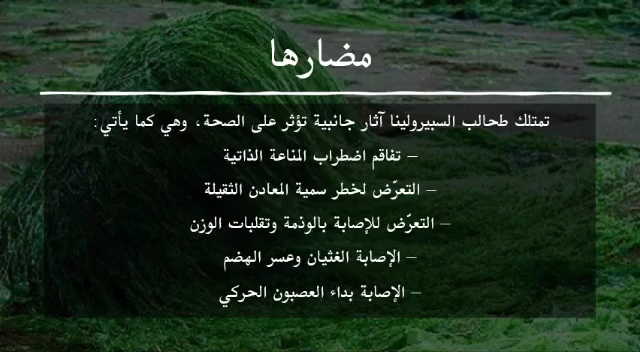 مضارها
تمتلك طحالب السبيرولينا آثار جانبية تؤثر على الصحة، وهي كما يأتي:
– تفاقم اضطراب المناعة الذاتية
– التعرّض لخطر سمية المعادن الثقيلة
– التعرّض للإصابة بالوذمة وتقلبات الوزن
– الإصابة الغثيان وعسر الهضم
– الإصابة بداء العصبون الحركي